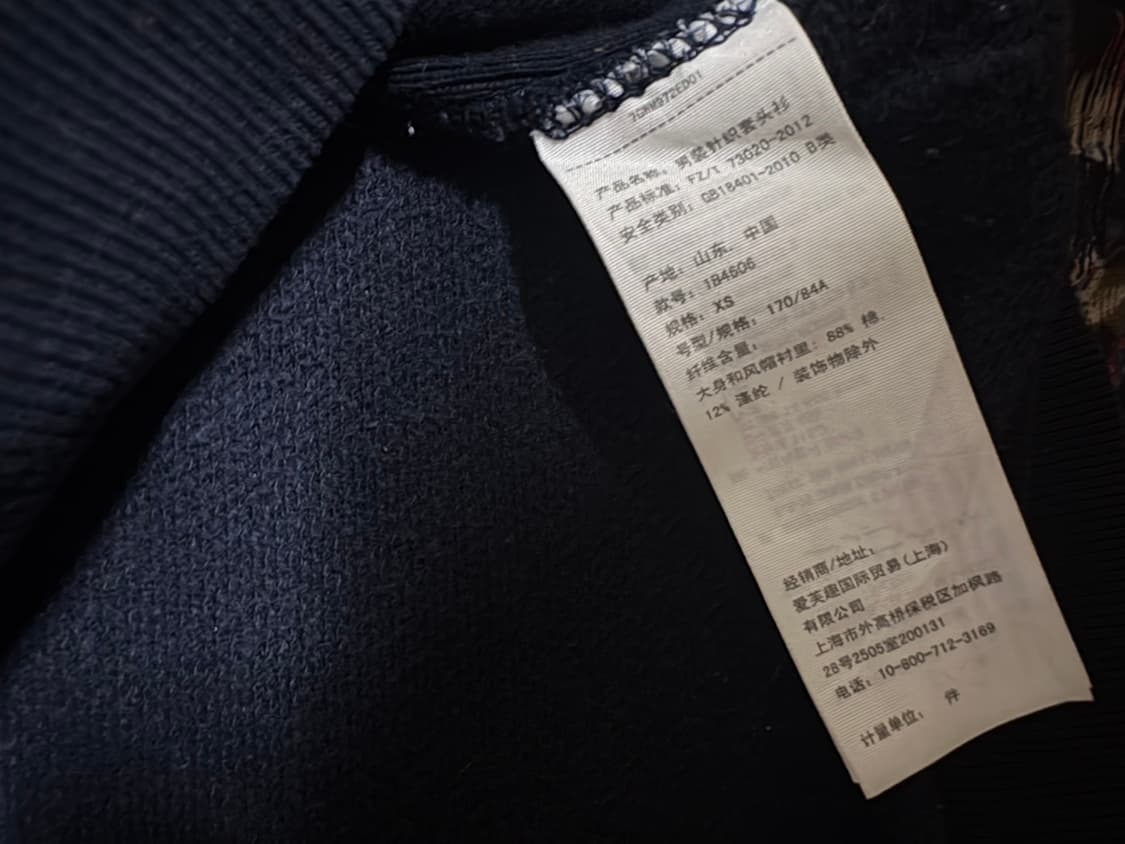 产品名称：男装针织套头衫
产品标准：FZ/T 73020-2012
安全类别：GB18401-2010 B类
产地：山东．中国
款号：1B4606
规格：XS
号型/规格：170/84A
纤维含量：
大身和风帽衬里：88% 棉．
12% 涤纶 / 装饰物除外
经销商/地址：
爱芙趣国际贸易(上海)
有限公司
上海市外高桥保税区加枫路
26号2505室200131
电话：10-800-712-3169
计量单位： 件